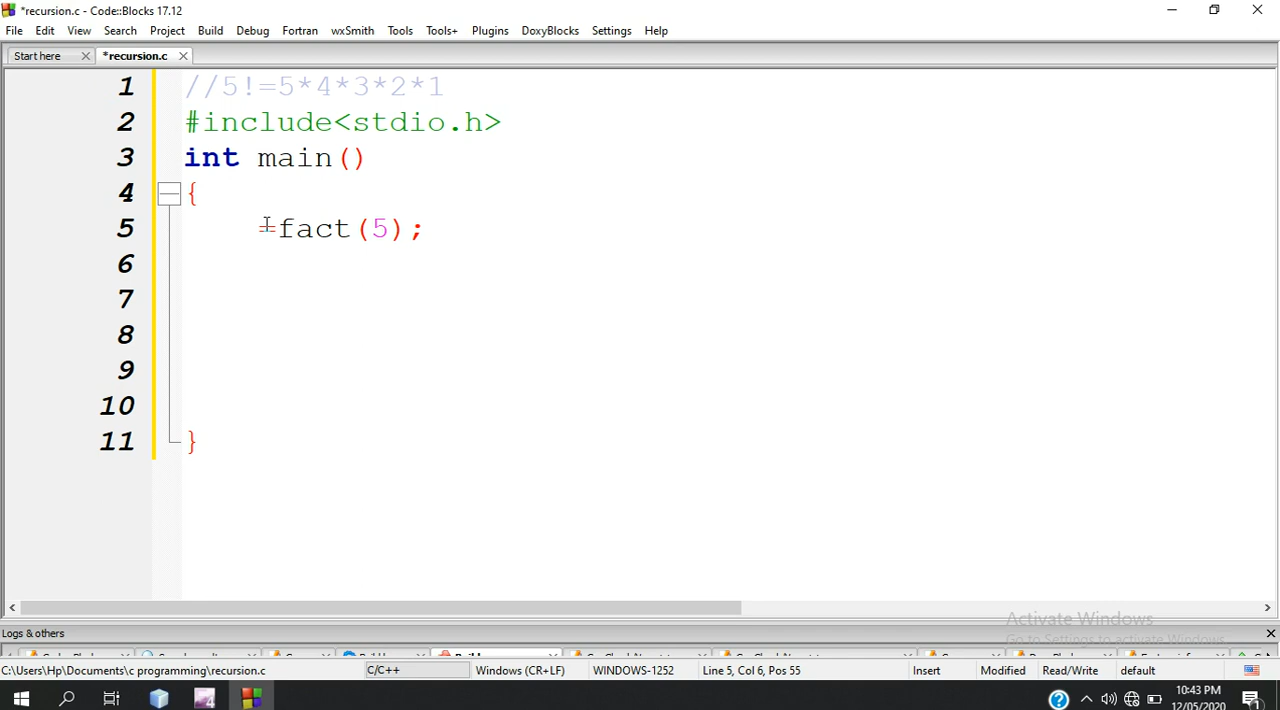 *recursion.c - Code::Blocks 17.12
File Edit View Search Project Build Debug Fortran wxSmith Tools Tools+ Plugins DoxyBlocks Settings Help
Start here *recursion.c
1 //5!=5*4*3*2*1
2 #include<stdio.h>
3 int main()
4 {
5 =fact(5);
6
7
8
9
10
11 }
Activate Windows
Go to Settings to activate Windows.
Logs & others
C:\Users\Hp\Documents\c programming\recursion.c C/C++ Windows (CR+LF) WINDOWS-1252 Line 5, Col 6, Pos 55 Insert Modified Read/Write default
10:43 PM
12/05/2020